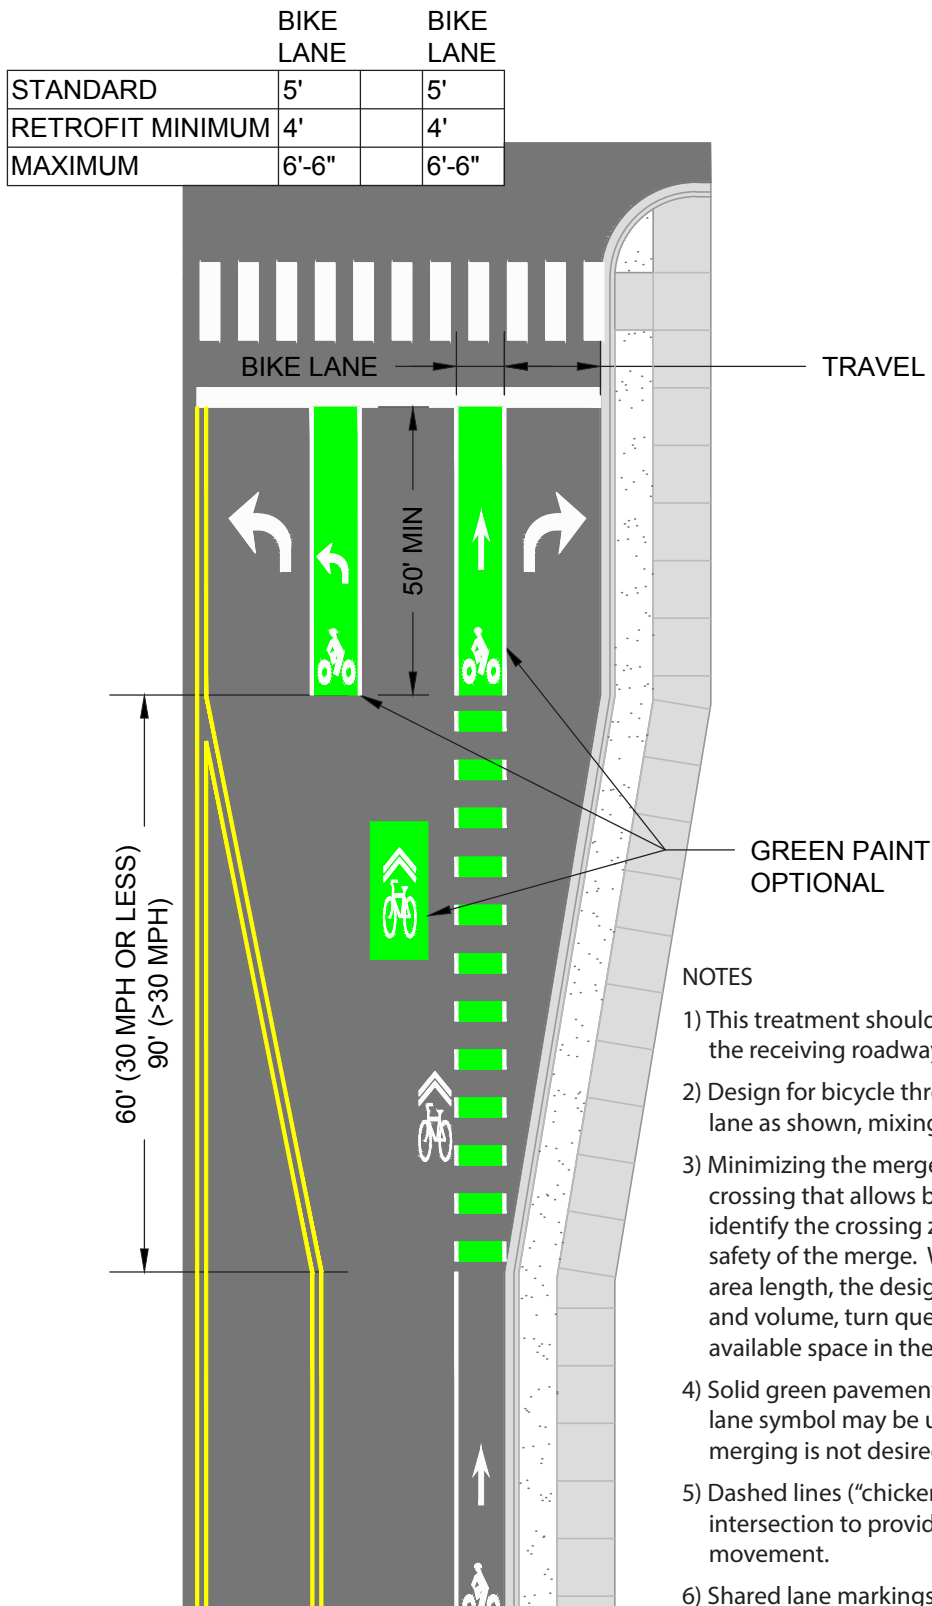 BIKE LANE BIKE LANE
STANDARD 5' 5'
RETROFIT MINIMUM 4' 4'
MAXIMUM 6'-6" 6'-6"
BIKE LANE
TRAVEL
50' MIN
60' (30 MPH OR LESS)
90' (>30 MPH)
GREEN PAINT
OPTIONAL
NOTES
1) This treatment should
the receiving roadway
2) Design for bicycle thr
lane as shown, mixing
3) Minimizing the merge
crossing that allows b
identify the crossing z
safety of the merge. W
area length, the desig
and volume, turn que
available space in the
4) Solid green pavement
lane symbol may be u
merging is not desired
5) Dashed lines (“chicken
intersection to provid
movement.
6) Shared lane markings